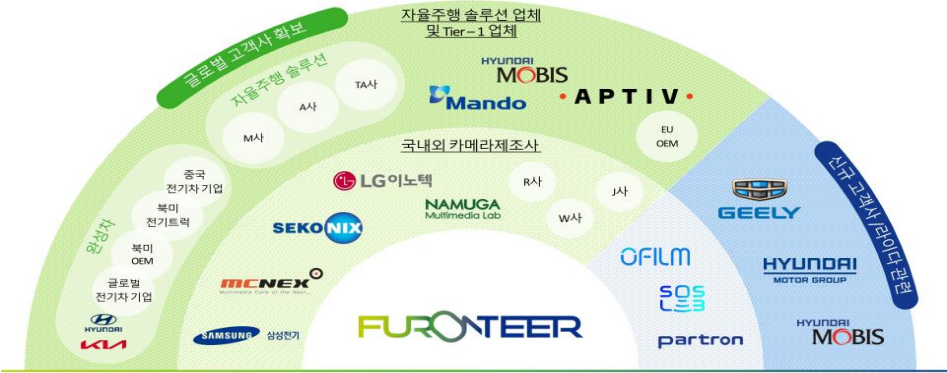 글로벌 고객사 확보
자율주행 솔루션 업체
및 Tier – 1 업체
자율주행 솔루션
M사
A사
TA사
HYUNDAI
MOBIS
Mando
• A P T I V •
EU
OEM
완성차
중국
전기차 기업
북미
전기트럭
북미
OEM
글로벌
전기차 기업
HYUNDAI
KIA
국내외 카메라제조사
LG이노텍
R사
J사
W사
NAMUGA
Multimedia Lab
SEKONIX
MCNEX
SAMSUNG 삼성전기
FURONTEER
OFILM
SOS
LAB
partron
신규 고객사 /라이다 관련
GEELY
HYUNDAI
MOTOR GROUP
HYUNDAI
MOBIS